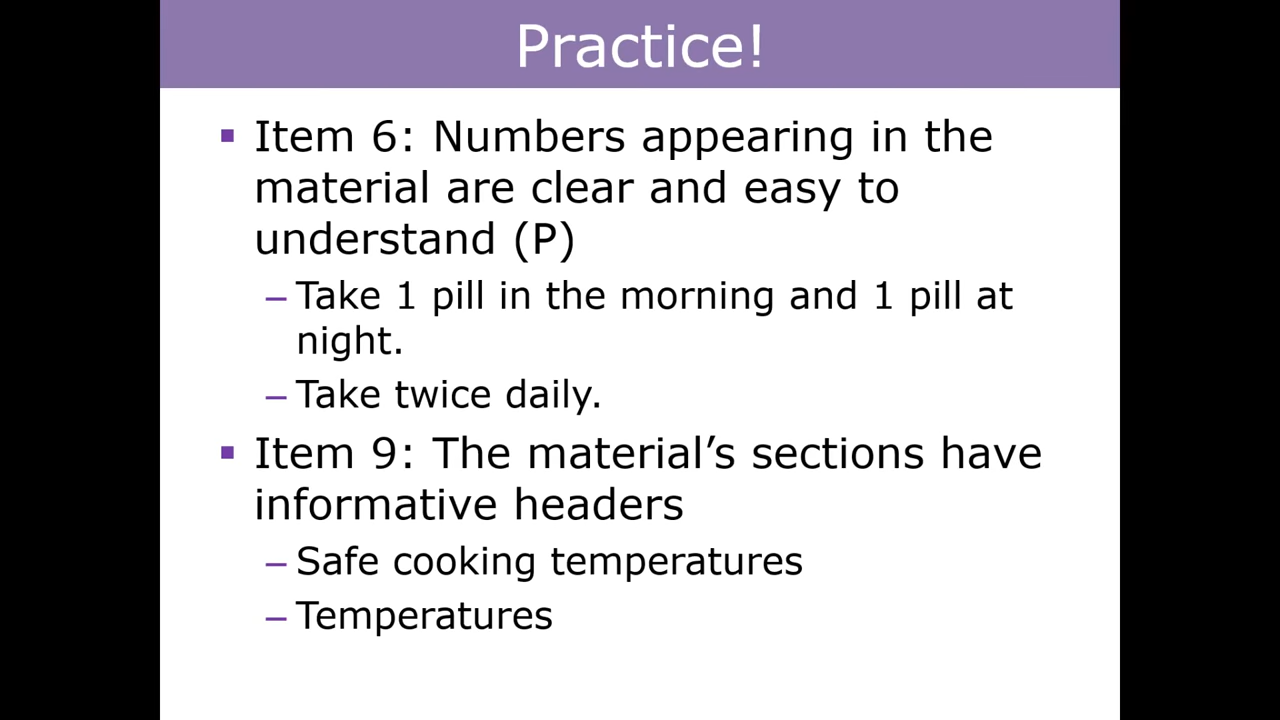 Practice!
▪ Item 6: Numbers appearing in the
material are clear and easy to
understand (P)
– Take 1 pill in the morning and 1 pill at
night.
– Take twice daily.
▪ Item 9: The material’s sections have
informative headers
– Safe cooking temperatures
– Temperatures